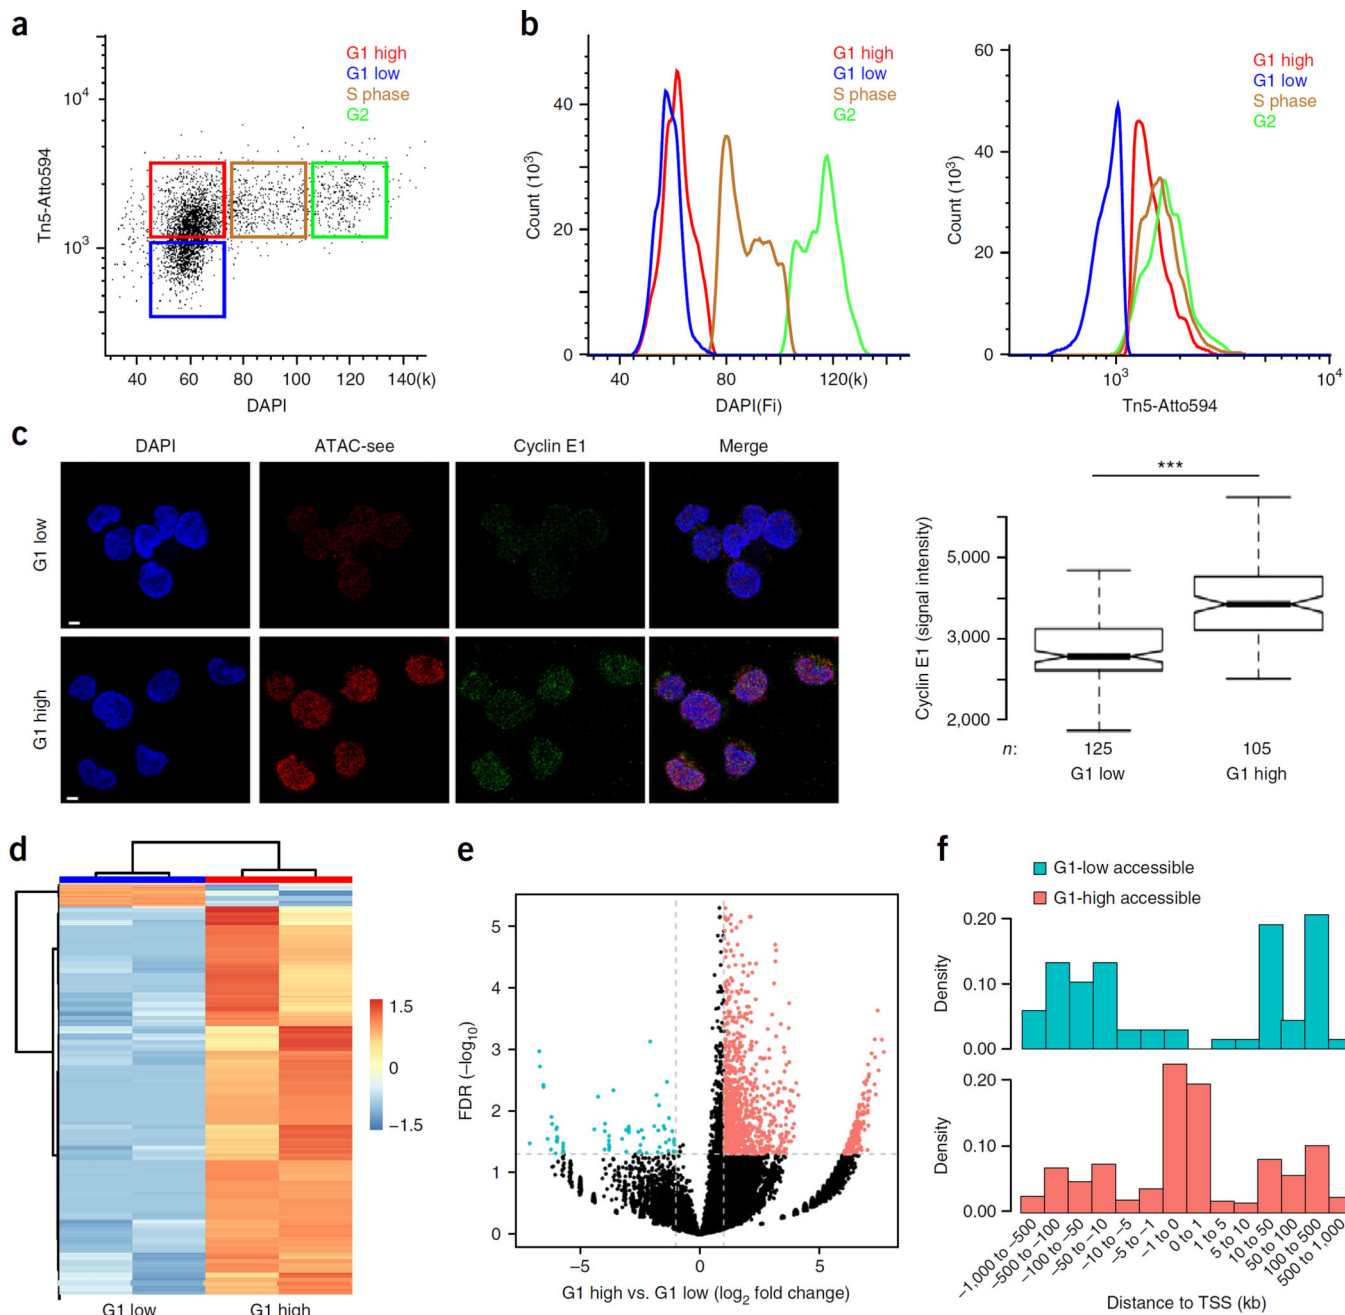 a
G1 high
G1 low
S phase
G2
10⁴
10³
Tn5-Atto594
40 60 80 100 120 140(k)
DAPI
b
G1 high
G1 low
S phase
G2
Count (10³)
40
20
0
40 80 120(k)
DAPI(Fi)
G1 high
G1 low
S phase
G2
Count (10³)
60
40
20
0
10³ 10⁴
Tn5-Atto594
c
DAPI ATAC-see Cyclin E1 Merge
G1 low
G1 high
***
Cyclin E1 (signal intensity)
5,000
3,000
2,000
n: 125 105
G1 low G1 high
d
1.5
0
−1.5
G1 low G1 high
e
FDR (−log₁₀)
5
4
3
2
1
0
−5 0 5
G1 high vs. G1 low (log₂ fold change)
f
G1-low accessible
G1-high accessible
Density
0.20
0.10
0.00
Density
0.20
0.10
0.00
−1,000 to −500
−500 to −100
−100 to −50
−50 to −10
−10 to −5
−5 to −1
−1 to 0
0 to 1
1 to 5
5 to 10
10 to 50
50 to 100
100 to 500
500 to 1,000
Distance to TSS (kb)